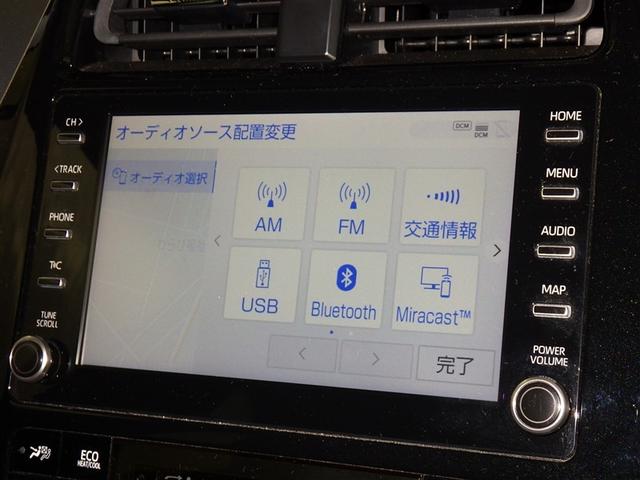 CH >
< TRACK
PHONE
T★C
TUNE
SCROLL
オーディオソース配置変更
DCM
DCM
オーディオ選択
AM
FM
交通情報
USB
Bluetooth
Miracast™
完了
HOME
MENU
AUDIO
MAP
POWER
VOLUME
ECO
HEAT/COOL